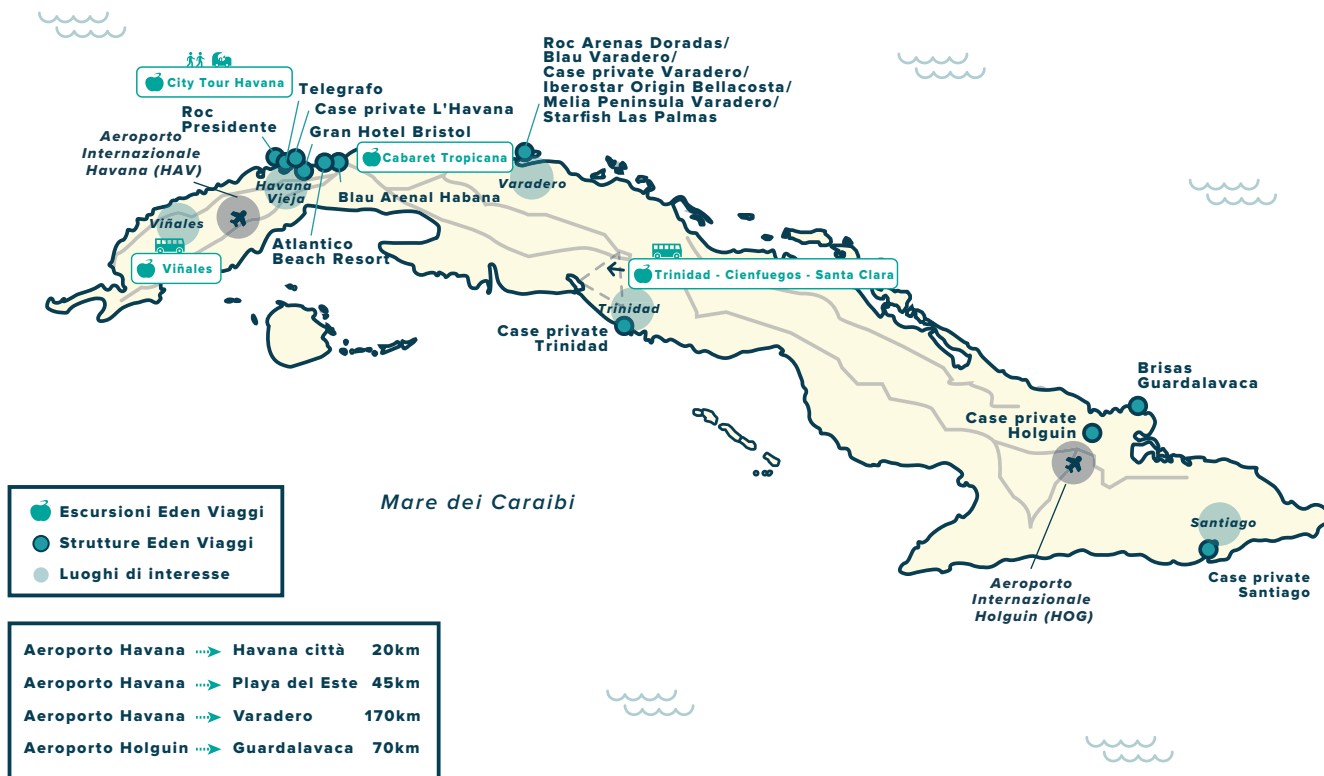 City Tour Havana
Telegrafo
Case private L'Havana
Gran Hotel Bristol
Roc
Presidente
Aeroporto
Internazionale
Havana (HAV)
Roc Arenas Doradas/
Blau Varadero/
Case private Varadero/
Iberostar Origin Bellacosta/
Melia Peninsula Varadero/
Starfish Las Palmas
Cabaret Tropicana
Havana
Vieja
Varadero
Blau Arenal Habana
Viñales
Viñales
Atlantico
Beach Resort
Trinidad - Cienfuegos - Santa Clara
Trinidad
Case private
Trinidad
Brisas
Guardalavaca
Case private
Holguin
Mare dei Caraibi
Santiago
Case private
Santiago
Aeroporto
Internazionale
Holguin (HOG)
Escursioni Eden Viaggi
Strutture Eden Viaggi
Luoghi di interesse
Aeroporto Havana Havana città 20km
Aeroporto Havana Playa del Este 45km
Aeroporto Havana Varadero 170km
Aeroporto Holguin Guardalavaca 70km